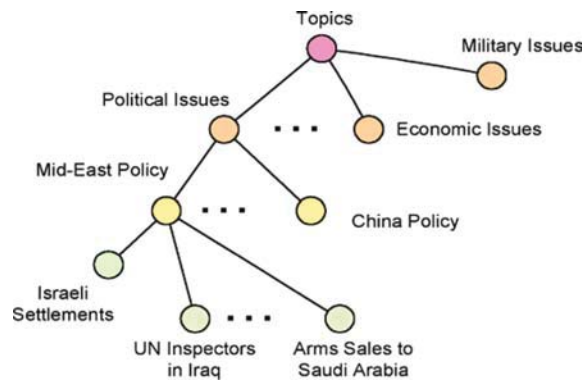 Topics
Military Issues
Political Issues
Economic Issues
Mid-East Policy
China Policy
Israeli
Settlements
UN Inspectors
in Iraq
Arms Sales to
Saudi Arabia